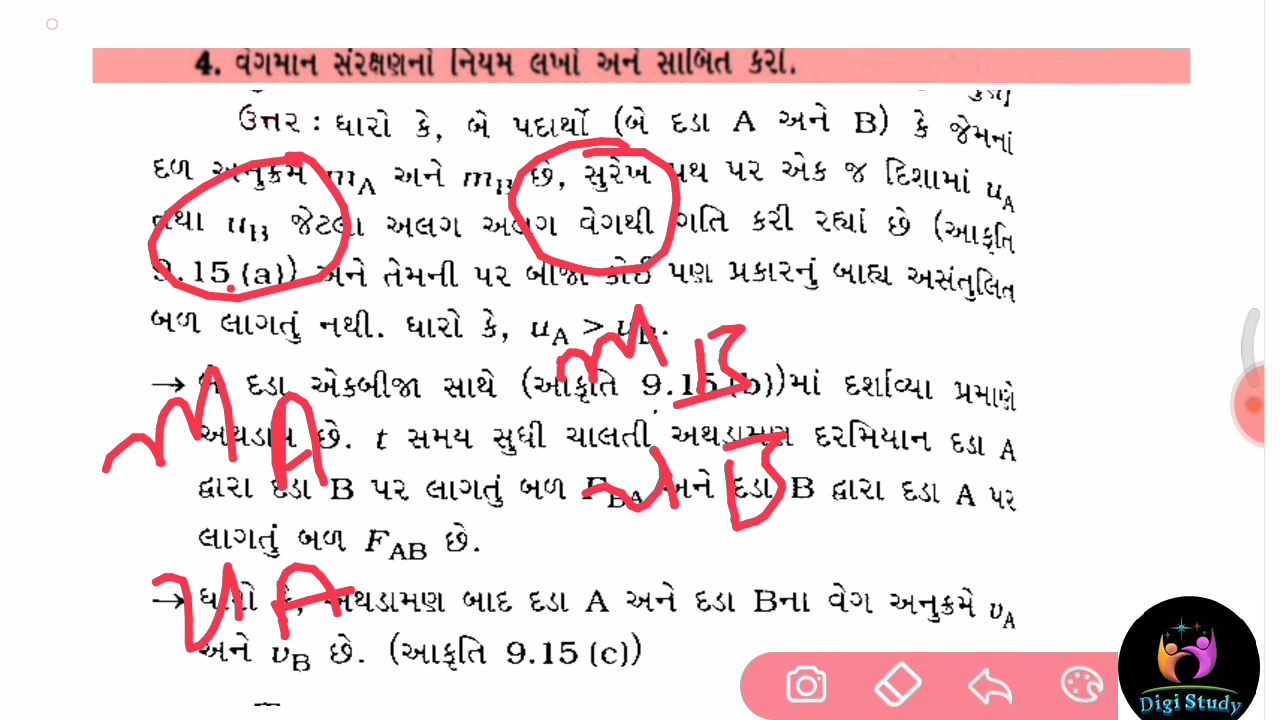 4. વેગમાન સંરક્ષણનો નિયમ લખો અને સાબિત કરો.
ઉત્તર : ધારો કે, બે પદાર્થો (બે દડા A અને B) કે જેમનાં
દળ અનુક્રમે mA અને mB છે, સુરેખ પથ પર એક જ દિશામાં uA
તથા uB જેટલા અલગ અલગ વેગથી ગતિ કરી રહ્યાં છે (આકૃતિ
9.15 (a)) અને તેમની પર બીજા કોઈ પણ પ્રકારનું બાહ્ય અસંતુલિત
બળ લાગતું નથી. ધારો કે, uA > uB.
m B
→ બે દડા એકબીજા સાથે (આકૃતિ 9.15 (b))માં દર્શાવ્યા પ્રમાણે
m A
અથડાય છે. t સમય સુધી ચાલતી અથડામણ દરમિયાન દડા A
દ્વારા દડા B પર લાગતું બળ FBA અને દડા B દ્વારા દડા A પર
B
લાગતું બળ FAB છે.
→ ધારો કે, અથડામણ બાદ દડા A અને દડા Bના વેગ અનુક્રમે vA
A
અને vB છે. (આકૃતિ 9.15 (c))
Digi Study